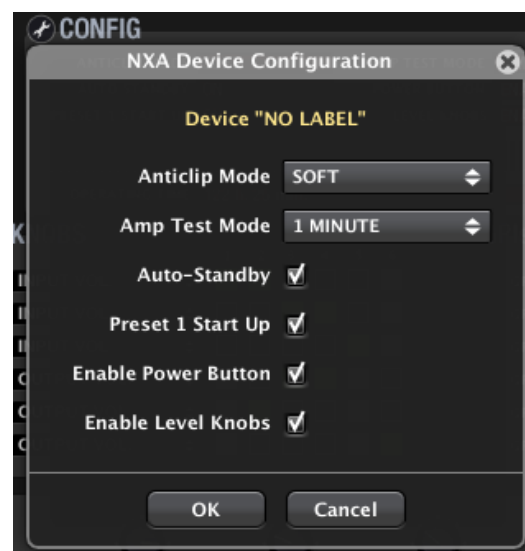 CONFIG
NXA Device Configuration
Device "NO LABEL"
Anticlip Mode SOFT
Amp Test Mode 1 MINUTE
Auto-Standby
Preset 1 Start Up
Enable Power Button
Enable Level Knobs
OK Cancel